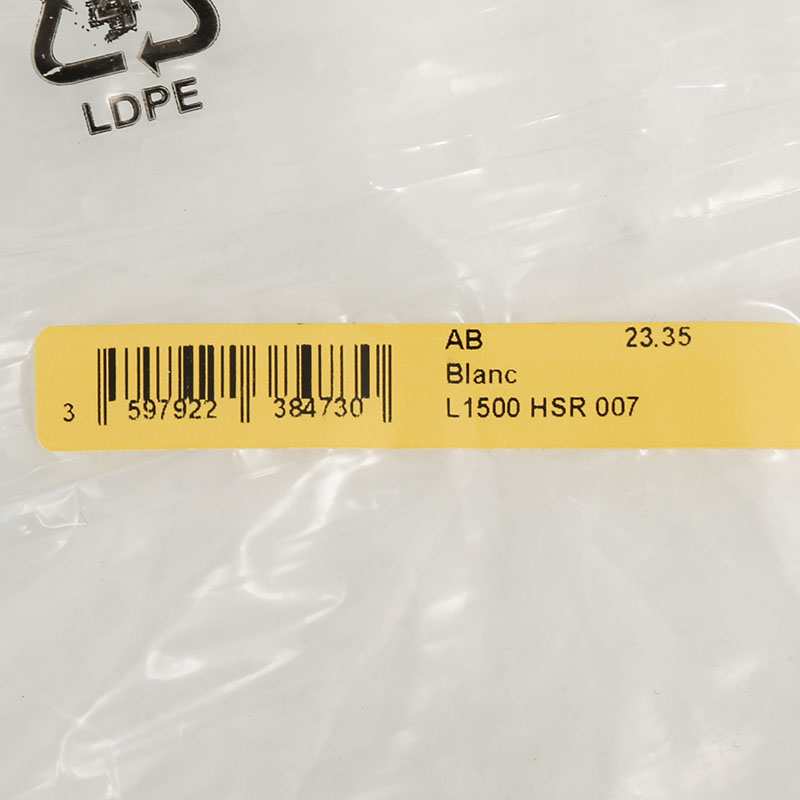 LDPE
AB 23.35
Blanc
L1500 HSR 007
3 597922 384730